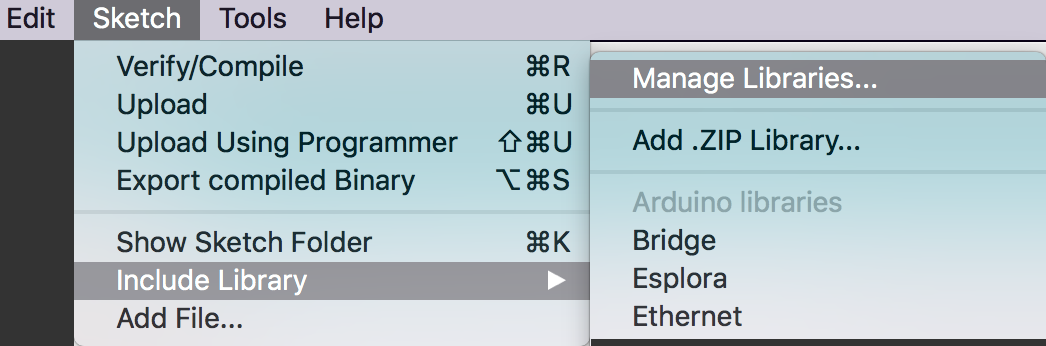 Edit Sketch Tools Help
Verify/Compile ⌘R
Upload ⌘U
Upload Using Programmer ⇧⌘U
Export compiled Binary ⌥⌘S
Show Sketch Folder ⌘K
Include Library ▶
Add File...
Manage Libraries...
Add .ZIP Library...
Arduino libraries
Bridge
Esplora
Ethernet